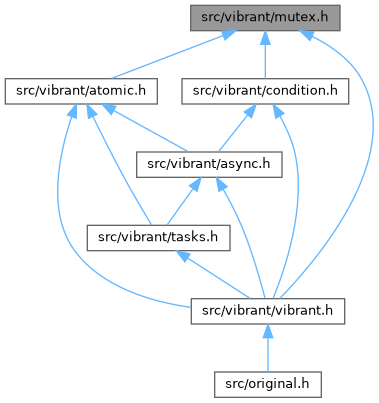 src/vibrant/mutex.h
src/vibrant/atomic.h
src/vibrant/condition.h
src/vibrant/async.h
src/vibrant/tasks.h
src/vibrant/vibrant.h
src/original.h